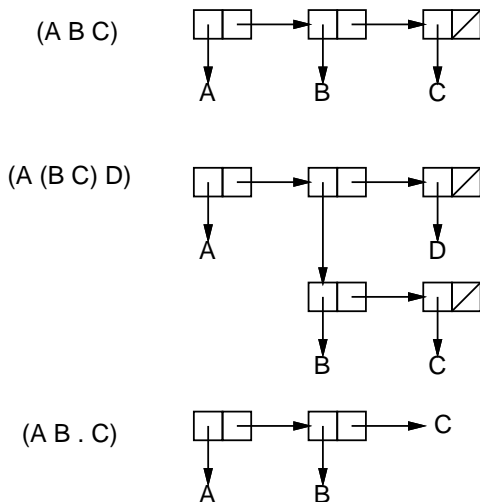 (A B C)
A B C
(A (B C) D)
A D
B C
(A B . C)
C
A B